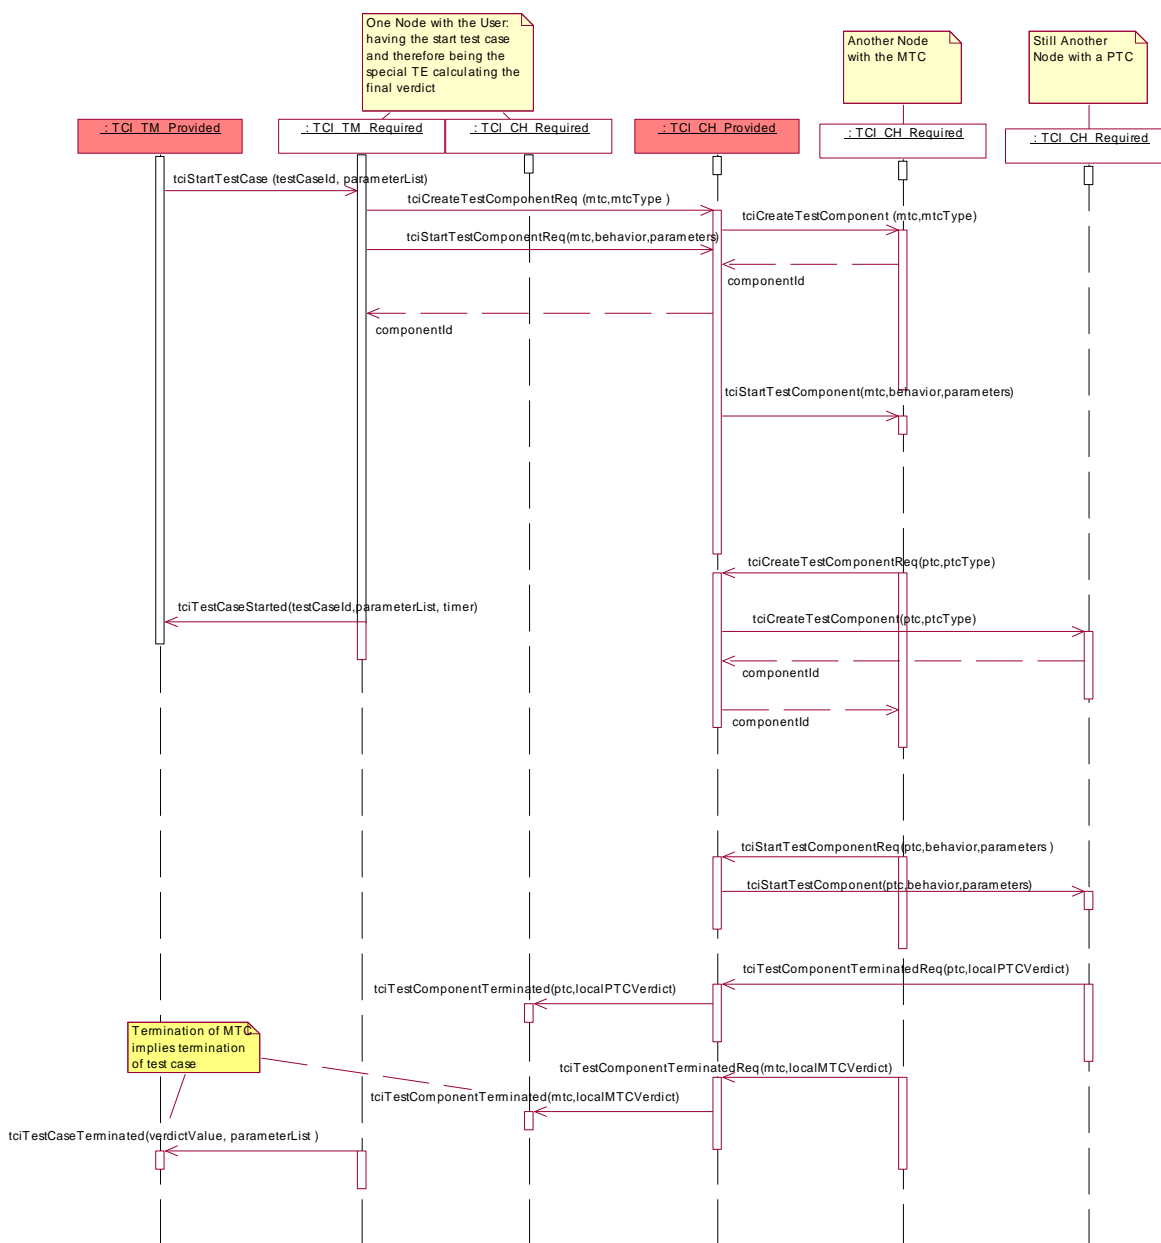 One Node with the User:
having the start test case
and therefore being the
special TE calculating the
final verdict
Another Node
with the MTC
Still Another
Node with a PTC
: TCI_TM_Provided
: TCI_TM_Required
: TCI_CH_Required
: TCI_CH_Provided
: TCI_CH_Required
: TCI_CH_Required
tciStartTestCase (testCaseId, parameterList)
tciCreateTestComponentReq (mtc,mtcType )
tciCreateTestComponent (mtc,mtcType)
tciStartTestComponentReq(mtc,behavior,parameters)
componentId
componentId
tciStartTestComponent(mtc,behavior,parameters)
tciCreateTestComponentReq(ptc,ptcType)
tciTestCaseStarted(testCaseId,parameterList, timer)
tciCreateTestComponent(ptc,ptcType)
componentId
componentId
tciStartTestComponentReq(ptc,behavior,parameters )
tciStartTestComponent(ptc,behavior,parameters)
tciTestComponentTerminatedReq(ptc,localPTCVerdict)
tciTestComponentTerminated(ptc,localPTCVerdict)
Termination of MTC
implies termination
of test case
tciTestComponentTerminatedReq(mtc,localMTCVerdict)
tciTestComponentTerminated(mtc,localMTCVerdict)
tciTestCaseTerminated(verdictValue, parameterList )